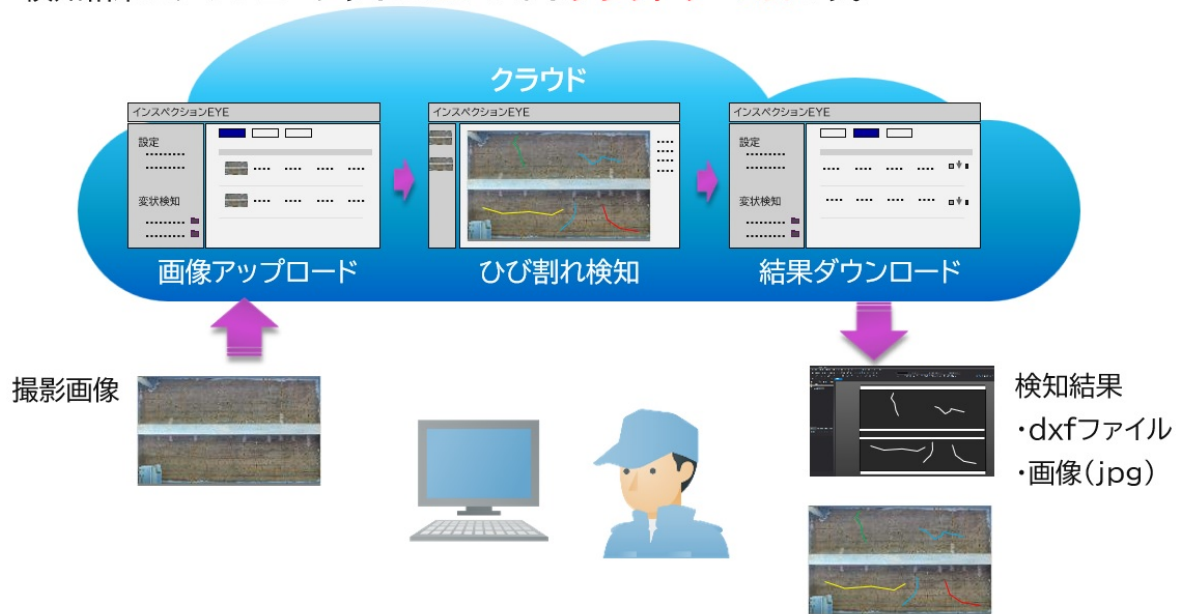 クラウド
インスペクションEYE
設定
変状検知
画像アップロード
インスペクションEYE
ひび割れ検知
インスペクションEYE
設定
変状検知
結果ダウンロード
撮影画像
検知結果
・dxfファイル
・画像(jpg)